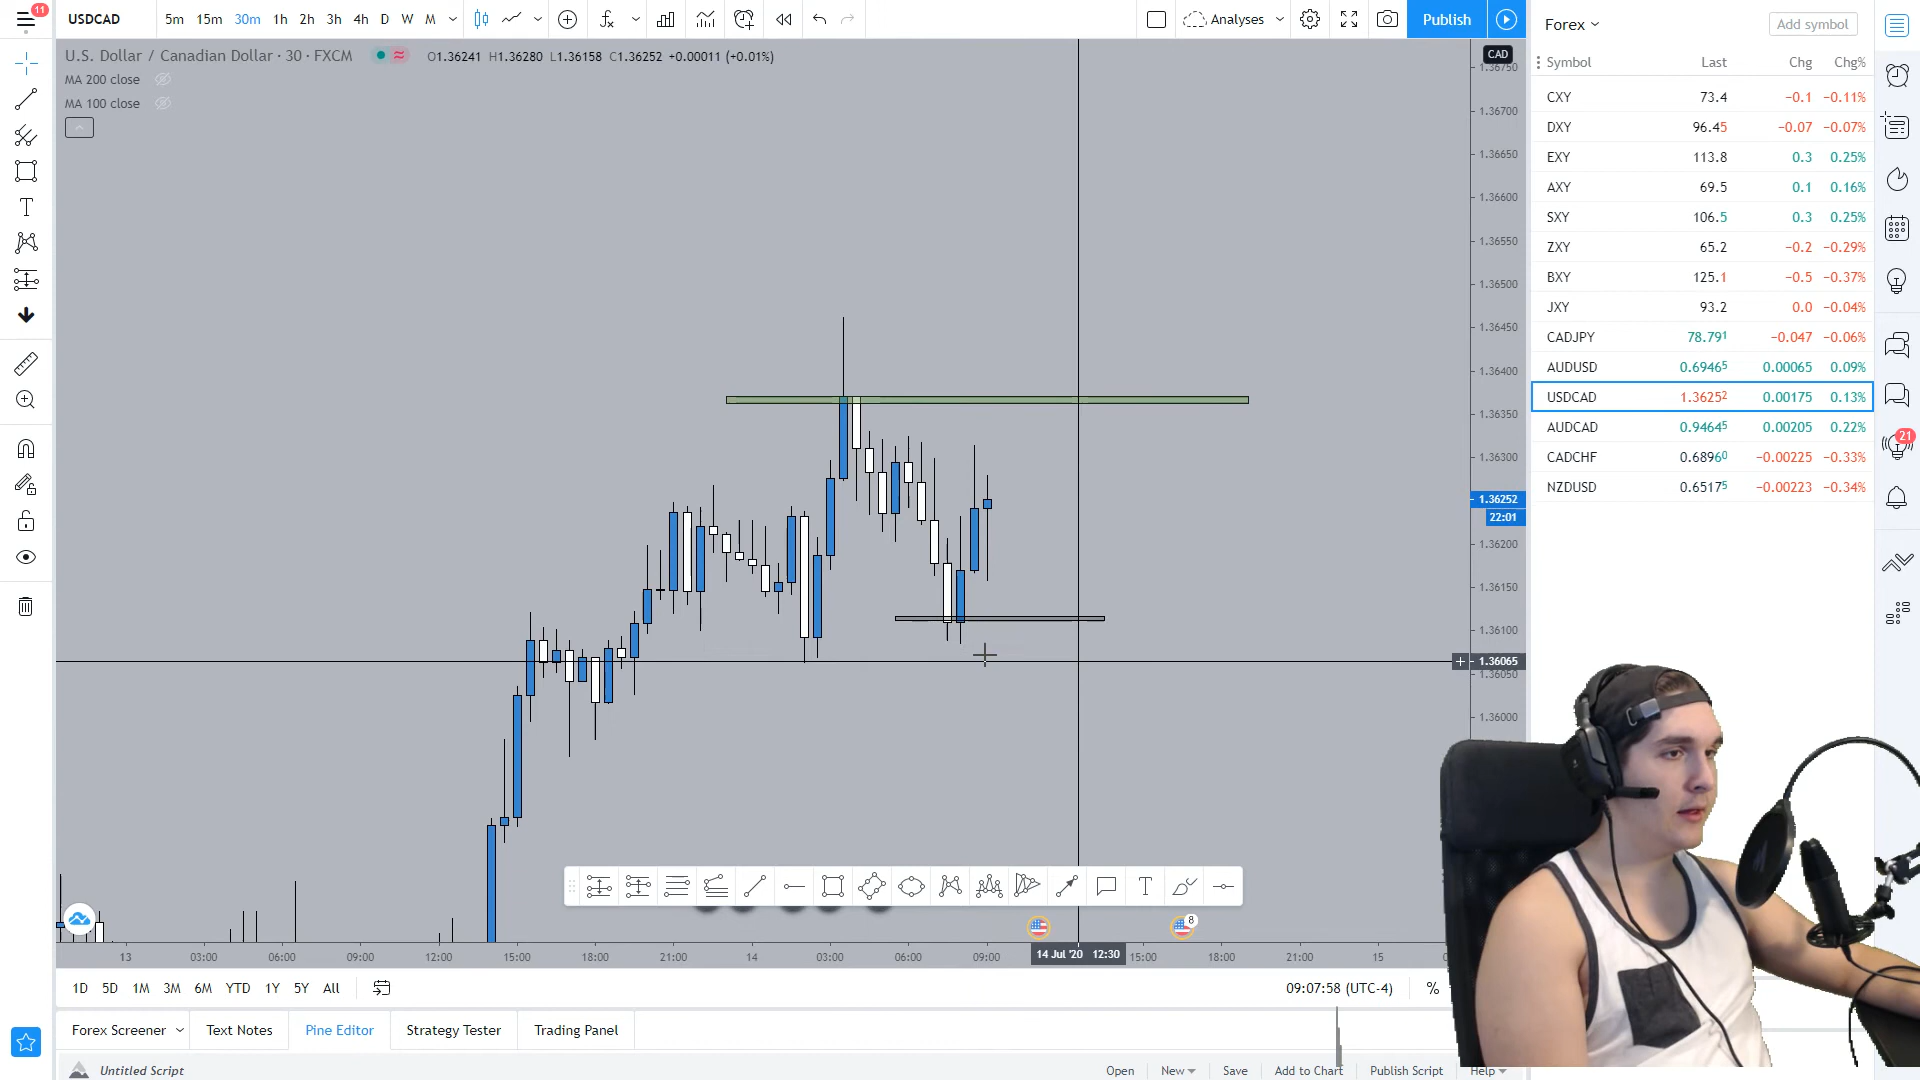 11
USDCAD 5m 15m 30m 1h 2h 3h 4h D W M Analyses Publish
U.S. Dollar / Canadian Dollar · 30 · FXCM O1.36241 H1.36280 L1.36158 C1.36252 +0.00011 (+0.01%)
MA 200 close
MA 100 close
CAD
1.36750
1.36700
1.36650
1.36600
1.36550
1.36500
1.36450
1.36400
1.36350
1.36300
1.36252
22:01
1.36200
1.36150
1.36100
1.36065
1.36050
1.36000
Forex Add symbol
Symbol Last Chg Chg%
CXY 73.4 −0.1 −0.11%
DXY 96.45 −0.07 −0.07%
EXY 113.8 0.3 0.25%
AXY 69.5 0.1 0.16%
SXY 106.5 0.3 0.25%
ZXY 65.2 −0.2 −0.29%
BXY 125.1 −0.5 −0.37%
JXY 93.2 0.0 −0.04%
CADJPY 78.791 −0.047 −0.06%
AUDUSD 0.69465 0.00065 0.09%
USDCAD 1.36252 0.00175 0.13%
AUDCAD 0.94645 0.00205 0.22%
CADCHF 0.68960 −0.00225 −0.33%
NZDUSD 0.65175 −0.00223 −0.34%
21
T
8
13 03:00 06:00 09:00 12:00 15:00 18:00 21:00 14 03:00 06:00 09:00 14 Jul '20 12:30 15:00 18:00 21:00 15
1D 5D 1M 3M 6M YTD 1Y 5Y All 09:07:58 (UTC-4) %
Forex Screener Text Notes Pine Editor Strategy Tester Trading Panel
Untitled Script Open New Save Add to Chart Publish Script Help